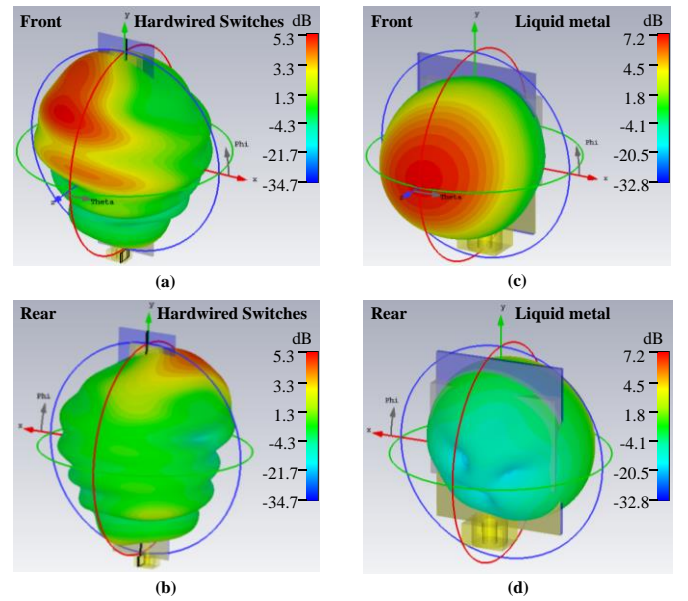 Front Hardwired Switches dB
5.3
3.3
1.3
-4.3
-21.7
-34.7
y
Phi
x
z
Theta
(a)
Front Liquid metal dB
7.2
4.5
1.8
-4.1
-20.5
-32.8
y
Phi
x
z
Theta
(c)
Rear Hardwired Switches
dB
5.3
3.3
1.3
-4.3
-21.7
-34.7
y
Phi
x
(b)
Rear Liquid metal
dB
7.2
4.5
1.8
-4.1
-20.5
-32.8
y
Phi
x
(d)